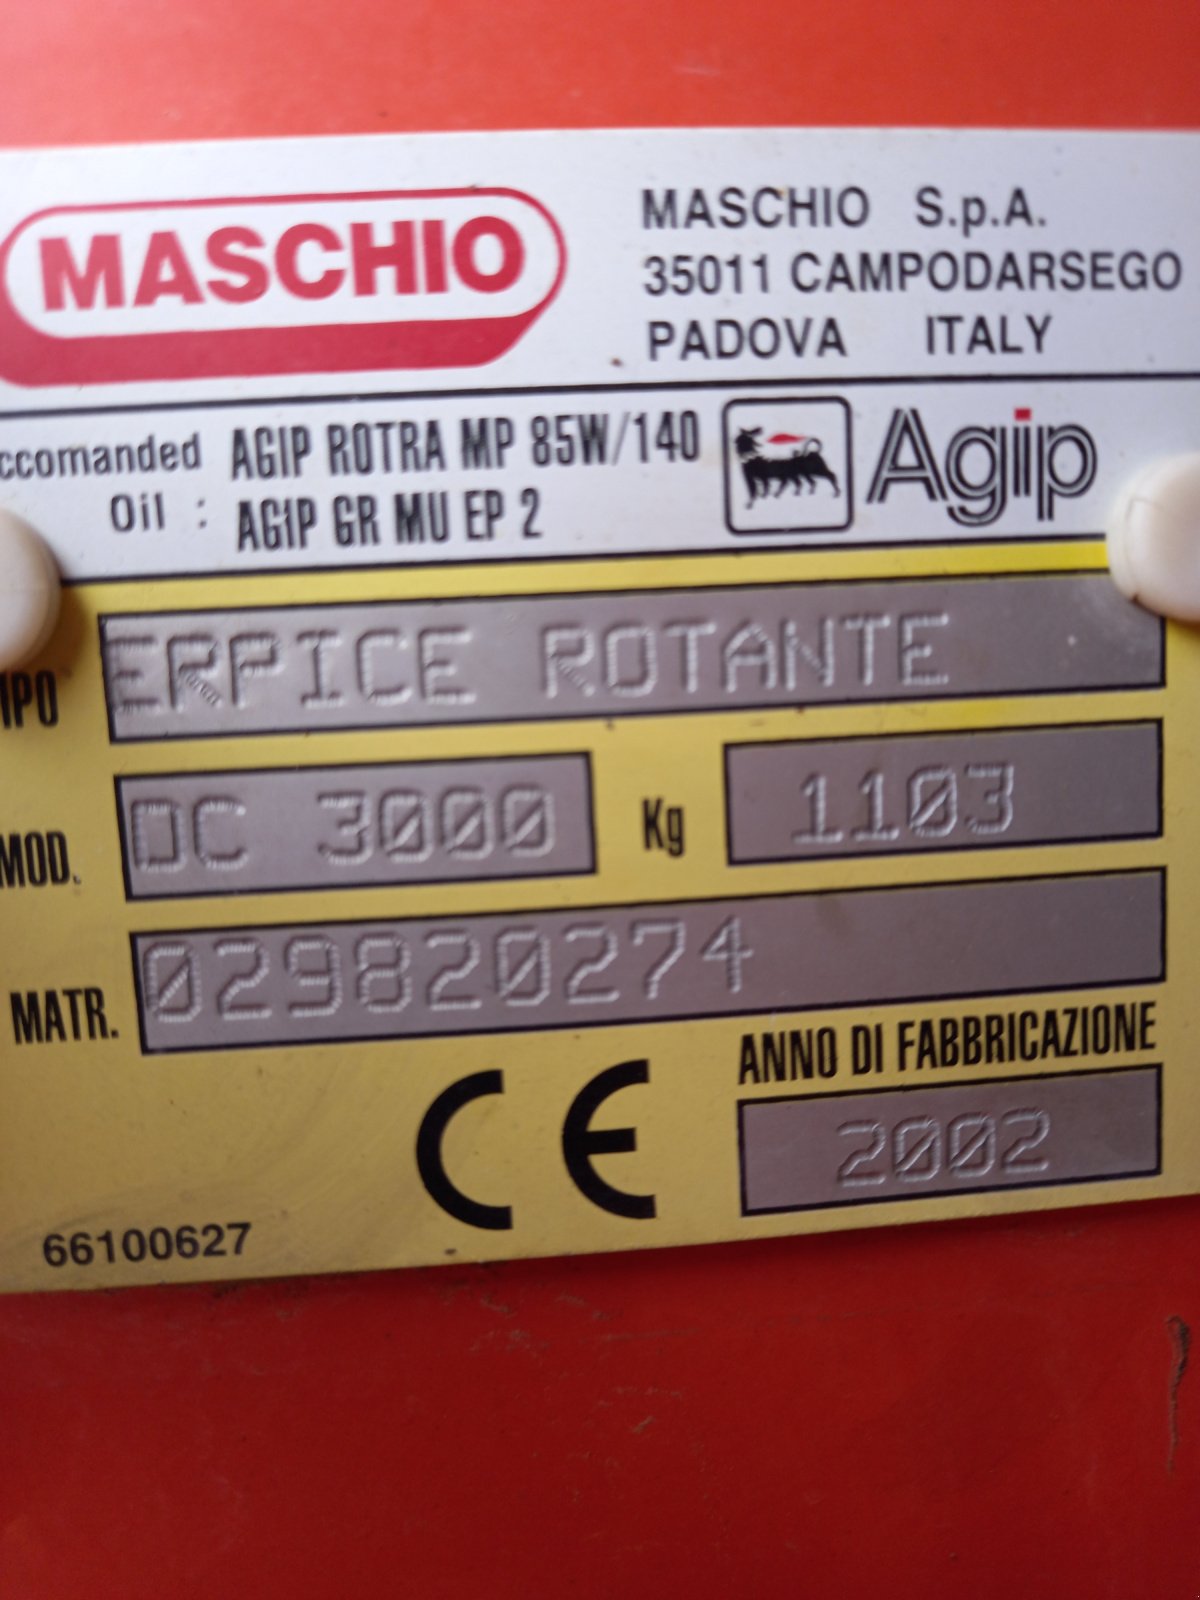 MASCHIO
MASCHIO S.p.A.
35011 CAMPODARSEGO
PADOVA ITALY
ccomanded AGIP ROTRA MP 85W/140
Oil : AGIP GR MU EP 2
Agip
IPO ERPICE ROTANTE
MOD. DC 3000 Kg 1103
MATR. 029820274
ANNO DI FABBRICAZIONE
CE 2002
66100627